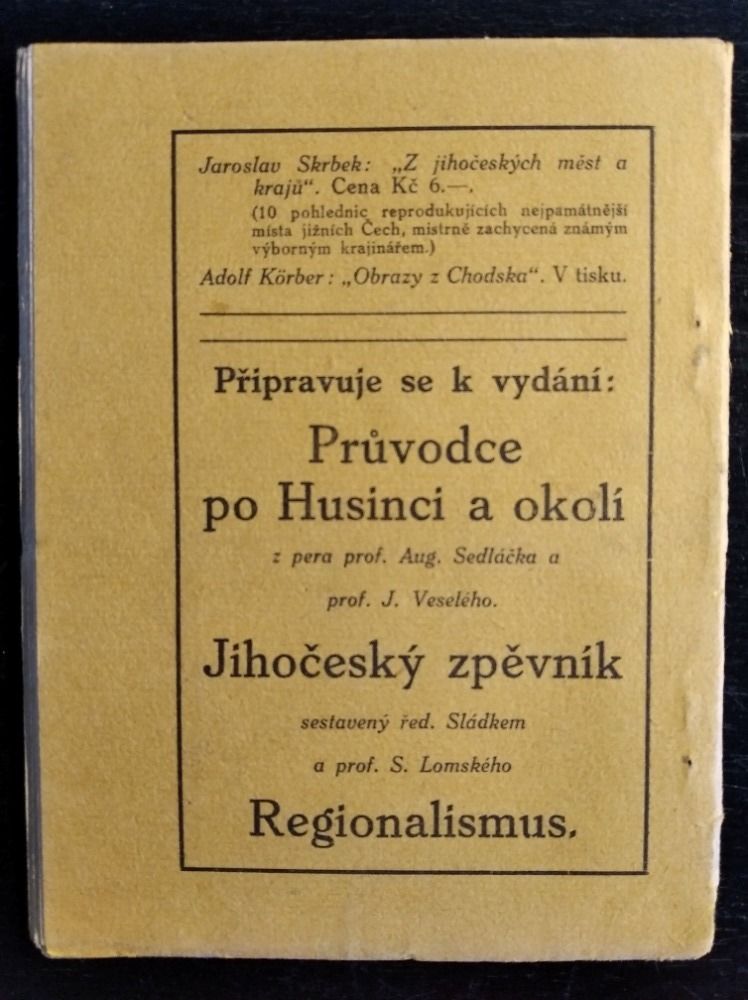 Jaroslav Skrbek: „Z jihočeských měst a
krajů“. Cena Kč 6.—.
(10 pohlednic reprodukujících nejpamátnější
místa jižních Čech, mistrně zachycená známým
výborným krajinářem.)
Adolf Körber: „Obrazy z Chodska“. V tisku.
Připravuje se k vydání:
Průvodce
po Husinci a okolí
z pera prof. Aug. Sedláčka a
prof. J. Veselého.
Jihočeský zpěvník
sestavený řed. Sládkem
a prof. S. Lomského
Regionalismus.